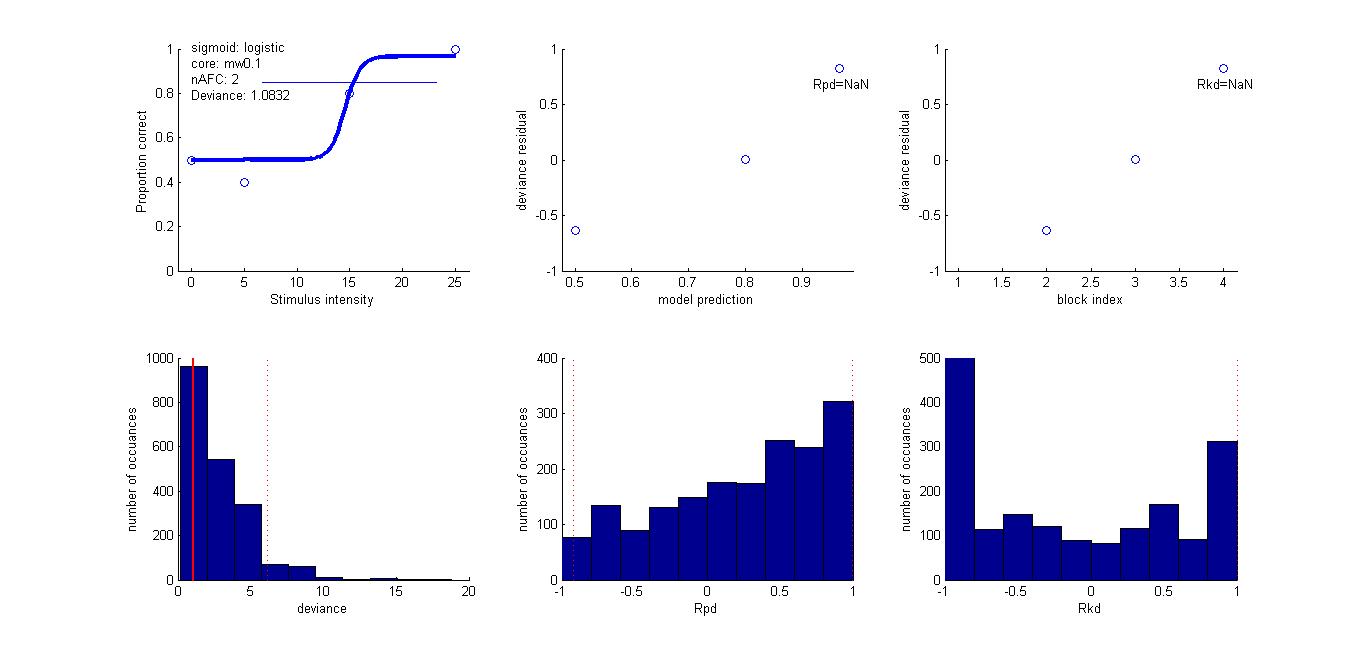 sigmoid: logistic
core: mw0.1
nAFC: 2
Deviance: 1.0832
1
0.8
0.6
0.4
0.2
0
Proportion correct
0 5 10 15 20 25
Stimulus intensity
1
0.5
0
-0.5
-1
deviance residual
Rpd=NaN
0.5 0.6 0.7 0.8 0.9
model prediction
1
0.5
0
-0.5
-1
deviance residual
Rkd=NaN
1 1.5 2 2.5 3 3.5 4
block index
1000
800
600
400
200
0
number of occuances
0 5 10 15 20
deviance
400
300
200
100
0
number of occuances
-1 -0.5 0 0.5 1
Rpd
500
400
300
200
100
0
number of occuances
-1 -0.5 0 0.5 1
Rkd